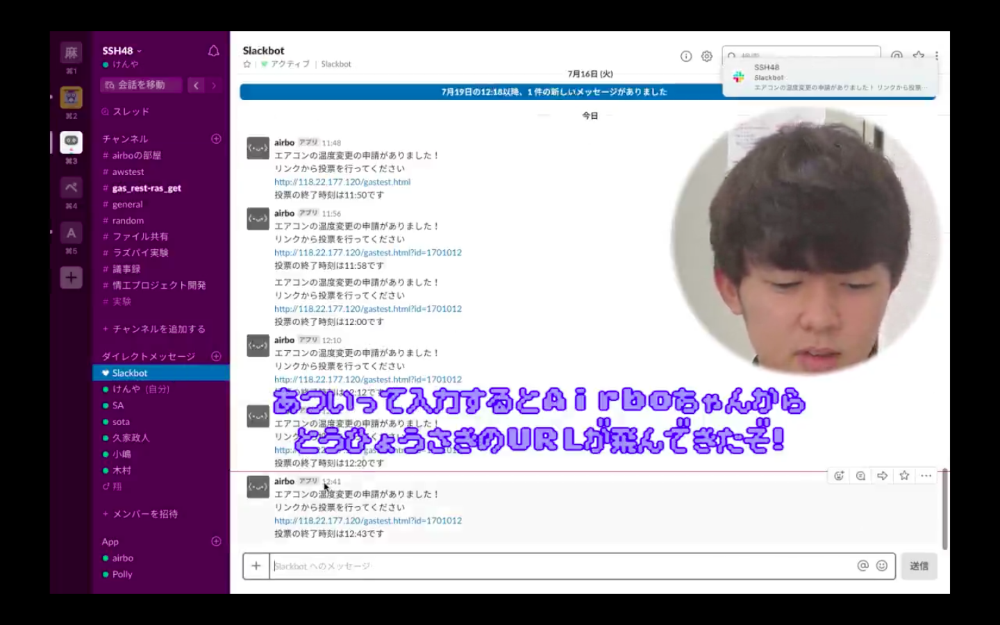 麻
⌘1
⌘2
⌘3
ペ
⌘4
A
⌘5
SSH48
けんや
会話を移動
スレッド
チャンネル
# airboの部屋
# awstest
# gas_rest-ras_get
# general
# random
# ファイル共有
# ラズパイ実験
# 議事録
# 情工プロジェクト開発
# 実験
+ チャンネルを追加する
ダイレクトメッセージ
Slackbot
けんや (自分)
SA
sota
久家政人
小嶋
木村
翔
+ メンバーを招待
App
airbo
Polly
Slackbot
アクティブ | Slackbot
検索
SSH48
Slackbot
エアコンの温度変更の申請がありました! リンクから投票…
7月16日 (火)
7月19日の12:18以降、1 件の新しいメッセージがありました
今日
airbo アプリ 11:48
エアコンの温度変更の申請がありました!
リンクから投票を行ってください
http://118.22.177.120/gastest.html
投票の終了時刻は11:50です
airbo アプリ 11:56
エアコンの温度変更の申請がありました!
リンクから投票を行ってください
http://118.22.177.120/gastest.html?id=1701012
投票の終了時刻は11:58です
エアコンの温度変更の申請がありました!
リンクから投票を行ってください
http://118.22.177.120/gastest.html?id=1701012
投票の終了時刻は12:00です
airbo アプリ 12:10
エアコンの温度変更の申請がありました!
リンクから投票を行ってください
http://118.22.177.120/gastest.html?id=1701012
12:12です
あついって入力するとAirboちゃんから
とうひょうさきのURLが飛んできたぞ!
エアコンの温度変更の申請がありました!
投票の終了時刻は12:20です
airbo アプリ 12:41
エアコンの温度変更の申請がありました!
リンクから投票を行ってください
http://118.22.177.120/gastest.html?id=1701012
投票の終了時刻は12:43です
Slackbot へのメッセージ
送信